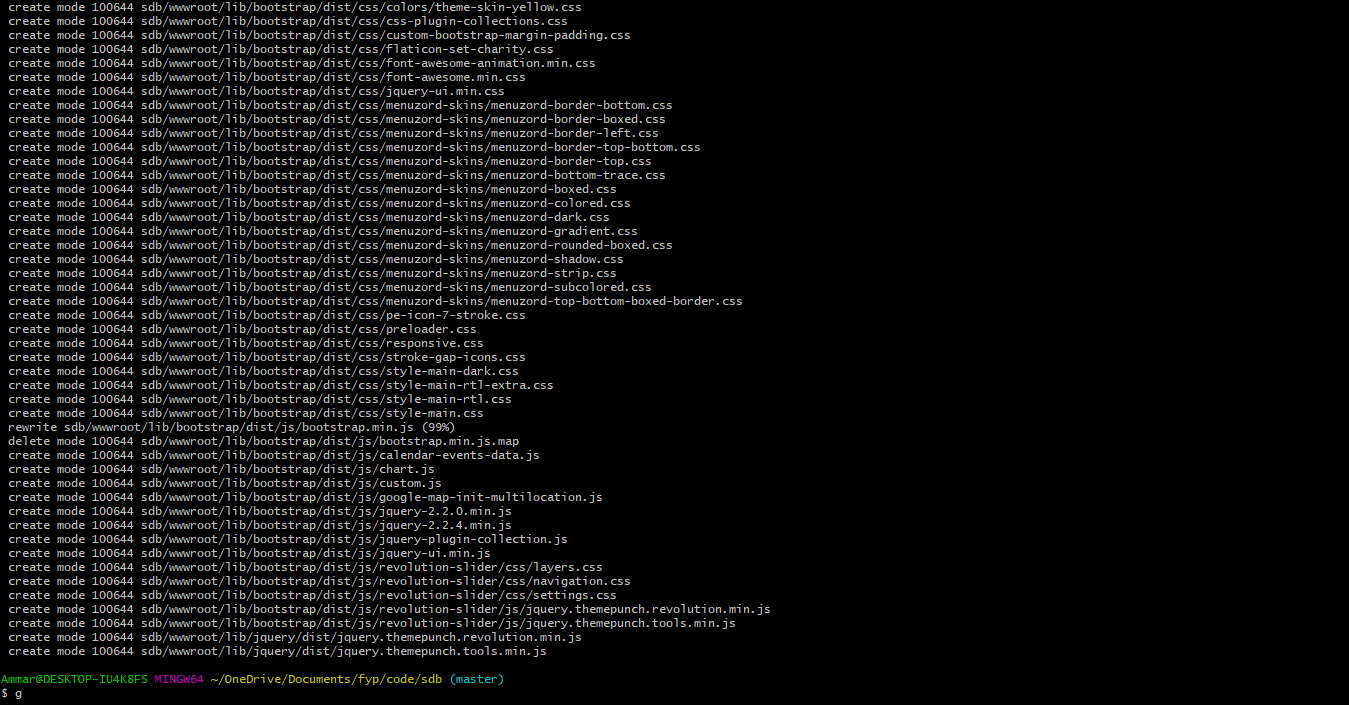 create mode 100644 sdb/wwwroot/lib/bootstrap/dist/css/colors/theme-skin-yellow.css
create mode 100644 sdb/wwwroot/lib/bootstrap/dist/css/css-plugin-collections.css
create mode 100644 sdb/wwwroot/lib/bootstrap/dist/css/custom-bootstrap-margin-padding.css
create mode 100644 sdb/wwwroot/lib/bootstrap/dist/css/flaticon-set-charity.css
create mode 100644 sdb/wwwroot/lib/bootstrap/dist/css/font-awesome-animation.min.css
create mode 100644 sdb/wwwroot/lib/bootstrap/dist/css/font-awesome.min.css
create mode 100644 sdb/wwwroot/lib/bootstrap/dist/css/jquery-ui.min.css
create mode 100644 sdb/wwwroot/lib/bootstrap/dist/css/menuzord-skins/menuzord-border-bottom.css
create mode 100644 sdb/wwwroot/lib/bootstrap/dist/css/menuzord-skins/menuzord-border-boxed.css
create mode 100644 sdb/wwwroot/lib/bootstrap/dist/css/menuzord-skins/menuzord-border-left.css
create mode 100644 sdb/wwwroot/lib/bootstrap/dist/css/menuzord-skins/menuzord-border-top-bottom.css
create mode 100644 sdb/wwwroot/lib/bootstrap/dist/css/menuzord-skins/menuzord-border-top.css
create mode 100644 sdb/wwwroot/lib/bootstrap/dist/css/menuzord-skins/menuzord-bottom-trace.css
create mode 100644 sdb/wwwroot/lib/bootstrap/dist/css/menuzord-skins/menuzord-boxed.css
create mode 100644 sdb/wwwroot/lib/bootstrap/dist/css/menuzord-skins/menuzord-colored.css
create mode 100644 sdb/wwwroot/lib/bootstrap/dist/css/menuzord-skins/menuzord-dark.css
create mode 100644 sdb/wwwroot/lib/bootstrap/dist/css/menuzord-skins/menuzord-gradient.css
create mode 100644 sdb/wwwroot/lib/bootstrap/dist/css/menuzord-skins/menuzord-rounded-boxed.css
create mode 100644 sdb/wwwroot/lib/bootstrap/dist/css/menuzord-skins/menuzord-shadow.css
create mode 100644 sdb/wwwroot/lib/bootstrap/dist/css/menuzord-skins/menuzord-strip.css
create mode 100644 sdb/wwwroot/lib/bootstrap/dist/css/menuzord-skins/menuzord-subcolored.css
create mode 100644 sdb/wwwroot/lib/bootstrap/dist/css/menuzord-skins/menuzord-top-bottom-boxed-border.css
create mode 100644 sdb/wwwroot/lib/bootstrap/dist/css/pe-icon-7-stroke.css
create mode 100644 sdb/wwwroot/lib/bootstrap/dist/css/preloader.css
create mode 100644 sdb/wwwroot/lib/bootstrap/dist/css/responsive.css
create mode 100644 sdb/wwwroot/lib/bootstrap/dist/css/stroke-gap-icons.css
create mode 100644 sdb/wwwroot/lib/bootstrap/dist/css/style-main-dark.css
create mode 100644 sdb/wwwroot/lib/bootstrap/dist/css/style-main-rtl-extra.css
create mode 100644 sdb/wwwroot/lib/bootstrap/dist/css/style-main-rtl.css
create mode 100644 sdb/wwwroot/lib/bootstrap/dist/css/style-main.css
rewrite sdb/wwwroot/lib/bootstrap/dist/js/bootstrap.min.js (99%)
delete mode 100644 sdb/wwwroot/lib/bootstrap/dist/js/bootstrap.min.js.map
create mode 100644 sdb/wwwroot/lib/bootstrap/dist/js/calendar-events-data.js
create mode 100644 sdb/wwwroot/lib/bootstrap/dist/js/chart.js
create mode 100644 sdb/wwwroot/lib/bootstrap/dist/js/custom.js
create mode 100644 sdb/wwwroot/lib/bootstrap/dist/js/google-map-init-multilocation.js
create mode 100644 sdb/wwwroot/lib/bootstrap/dist/js/jquery-2.2.0.min.js
create mode 100644 sdb/wwwroot/lib/bootstrap/dist/js/jquery-2.2.4.min.js
create mode 100644 sdb/wwwroot/lib/bootstrap/dist/js/jquery-plugin-collection.js
create mode 100644 sdb/wwwroot/lib/bootstrap/dist/js/jquery-ui.min.js
create mode 100644 sdb/wwwroot/lib/bootstrap/dist/js/revolution-slider/css/layers.css
create mode 100644 sdb/wwwroot/lib/bootstrap/dist/js/revolution-slider/css/navigation.css
create mode 100644 sdb/wwwroot/lib/bootstrap/dist/js/revolution-slider/css/settings.css
create mode 100644 sdb/wwwroot/lib/bootstrap/dist/js/revolution-slider/js/jquery.themepunch.revolution.min.js
create mode 100644 sdb/wwwroot/lib/bootstrap/dist/js/revolution-slider/js/jquery.themepunch.tools.min.js
create mode 100644 sdb/wwwroot/lib/jquery/dist/jquery.themepunch.revolution.min.js
create mode 100644 sdb/wwwroot/lib/jquery/dist/jquery.themepunch.tools.min.js
Ammar@DESKTOP-IU4K8FS MINGW64 ~/OneDrive/Documents/fyp/code/sdb (master)
$ g